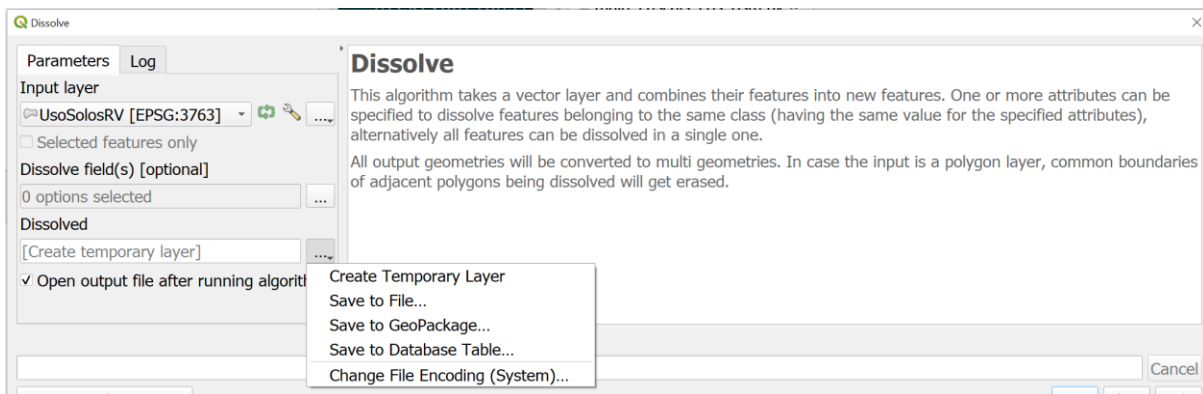 Dissolve
Parameters Log
Input layer
UsoSolosRV [EPSG:3763]
...
Selected features only
Dissolve field(s) [optional]
0 options selected
...
Dissolved
[Create temporary layer]
...
Open output file after running algorith
Create Temporary Layer
Save to File...
Save to GeoPackage...
Save to Database Table...
Change File Encoding (System)...
Dissolve
This algorithm takes a vector layer and combines their features into new features. One or more attributes can be
specified to dissolve features belonging to the same class (having the same value for the specified attributes),
alternatively all features can be dissolved in a single one.
All output geometries will be converted to multi geometries. In case the input is a polygon layer, common boundaries
of adjacent polygons being dissolved will get erased.
Cancel